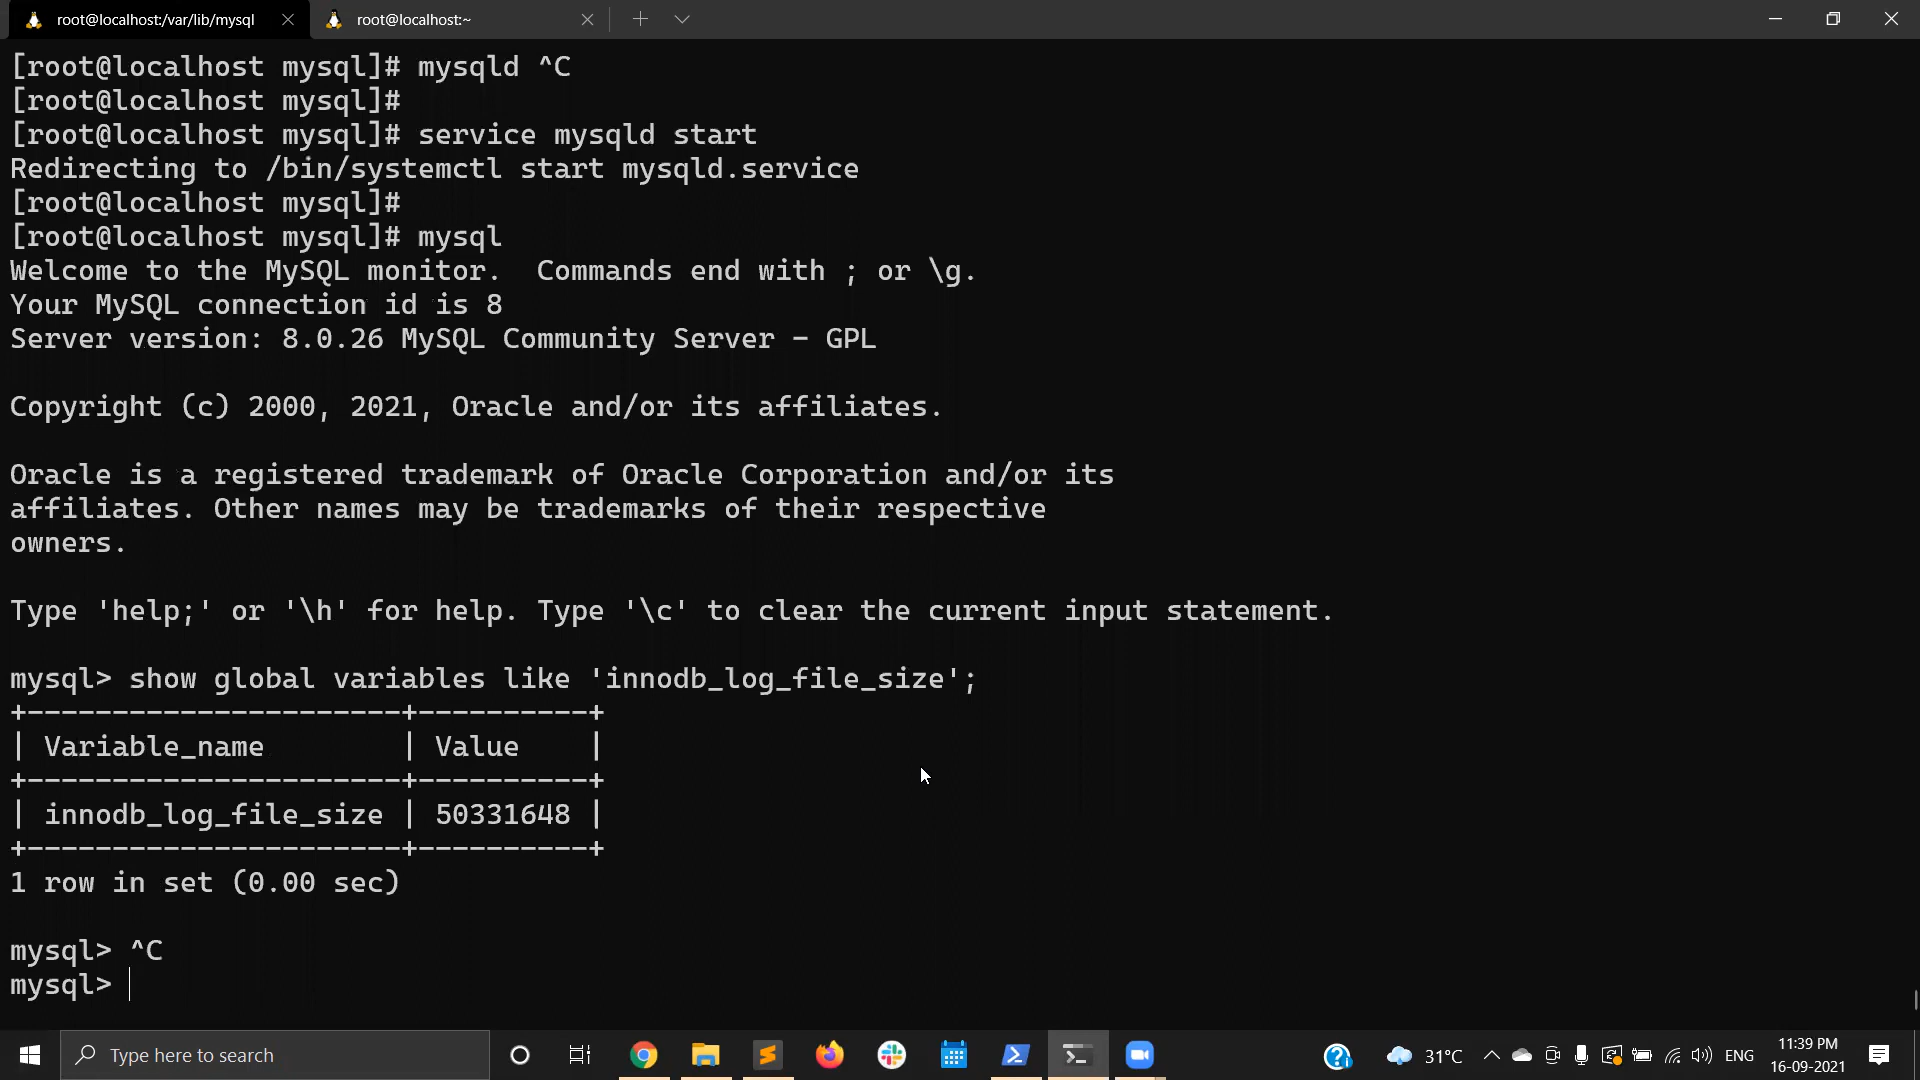 root@localhost:/var/lib/mysql
root@localhost:~
[root@localhost mysql]# mysqld ^C
[root@localhost mysql]#
[root@localhost mysql]# service mysqld start
Redirecting to /bin/systemctl start mysqld.service
[root@localhost mysql]#
[root@localhost mysql]# mysql
Welcome to the MySQL monitor.  Commands end with ; or \g.
Your MySQL connection id is 8
Server version: 8.0.26 MySQL Community Server - GPL
Copyright (c) 2000, 2021, Oracle and/or its affiliates.
Oracle is a registered trademark of Oracle Corporation and/or its
affiliates. Other names may be trademarks of their respective
owners.
Type 'help;' or '\h' for help. Type '\c' to clear the current input statement.
mysql> show global variables like 'innodb_log_file_size';
+----------------------+----------+
| Variable_name        | Value    |
+----------------------+----------+
| innodb_log_file_size | 50331648 |
+----------------------+----------+
1 row in set (0.00 sec)
mysql> ^C
mysql>
Type here to search
31°C
ENG
11:39 PM
16-09-2021